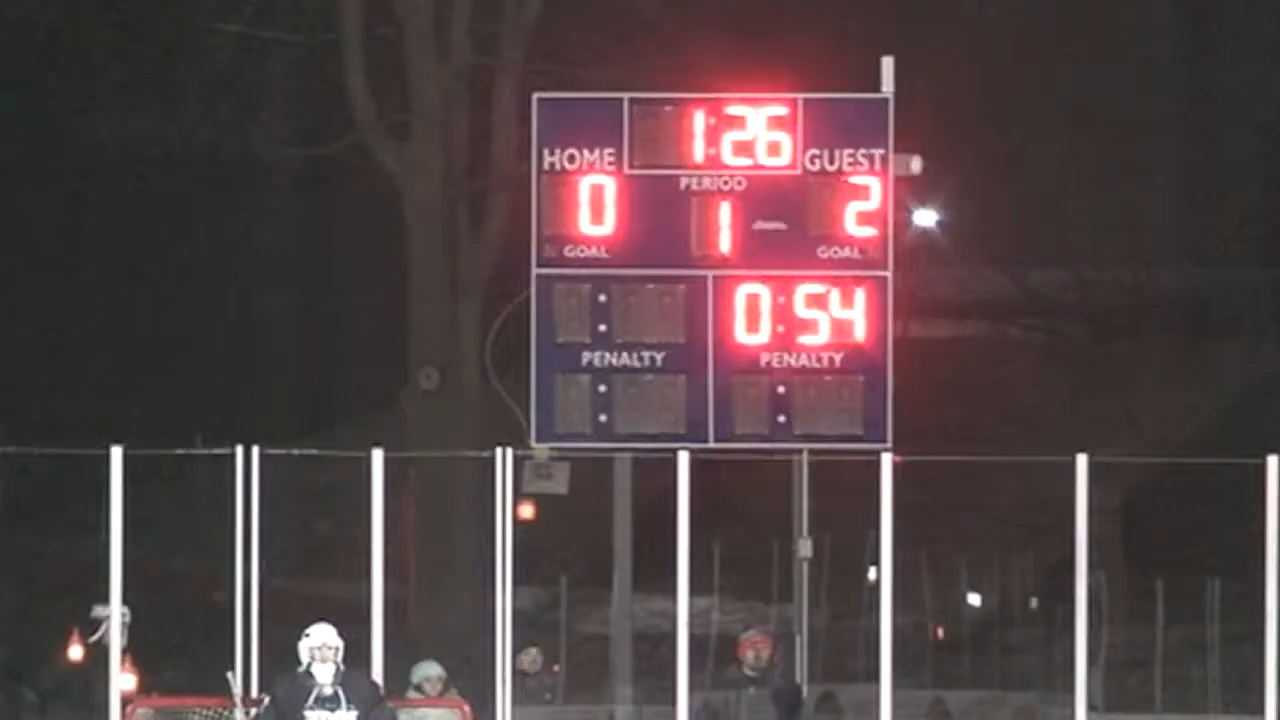 1:26
HOME GUEST
PERIOD
0 1 2
GOAL GOAL
0:54
PENALTY PENALTY